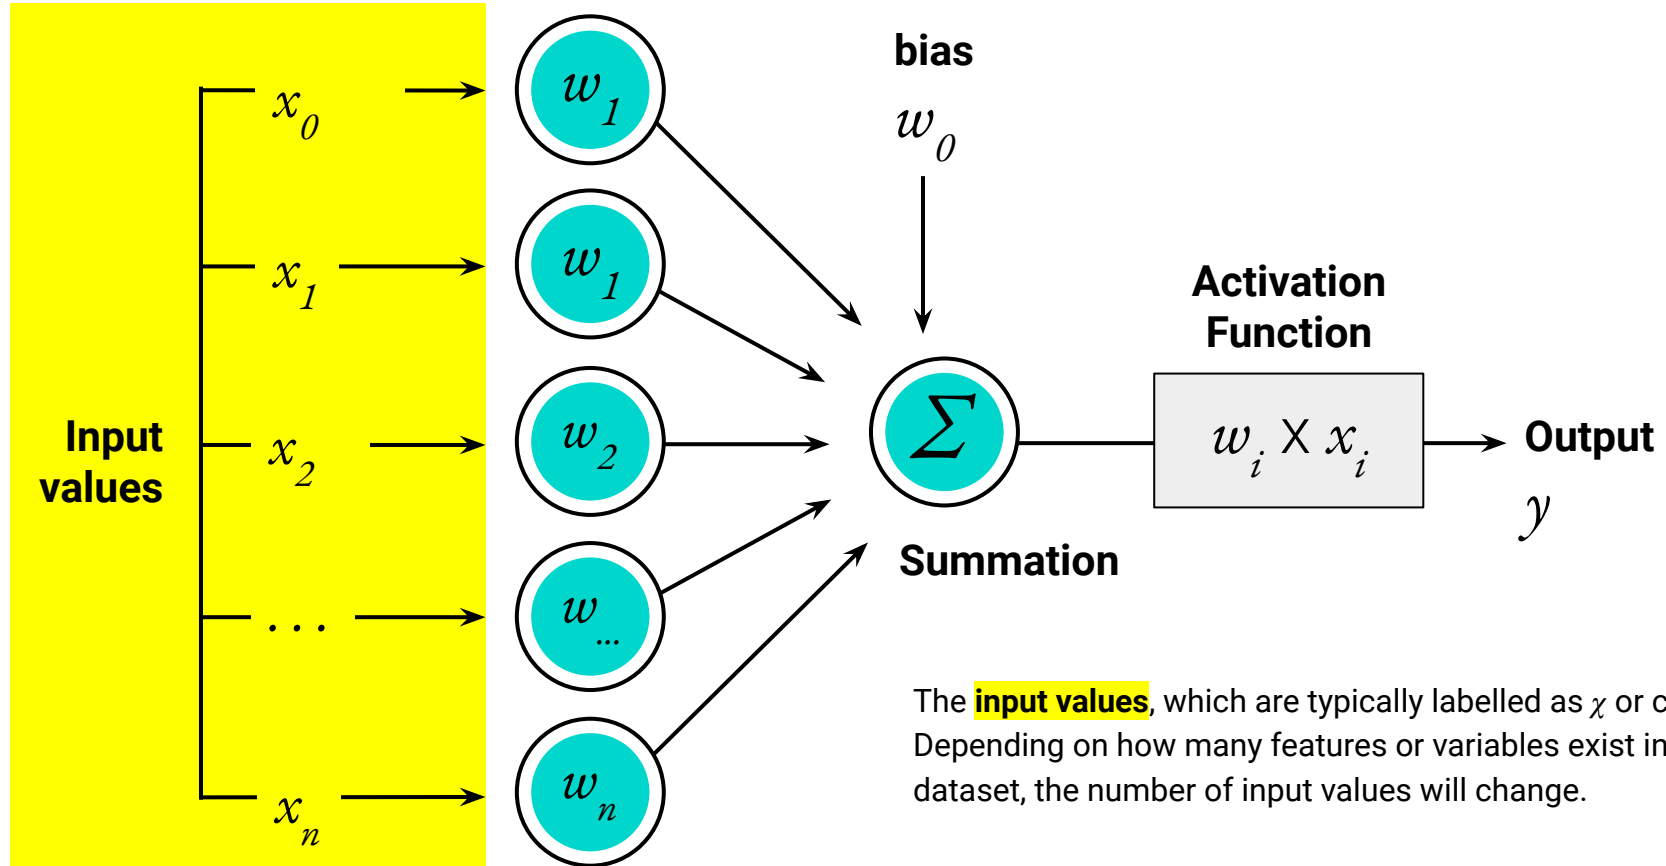 Input
values
x0
x1
x2
...
xn
w1
w1
w2
w...
wn
bias
w0
Σ
Summation
Activation
Function
wi X xi
Output
y
The input values, which are typically labelled as χ or
Depending on how many features or variables exist in
dataset, the number of input values will change.